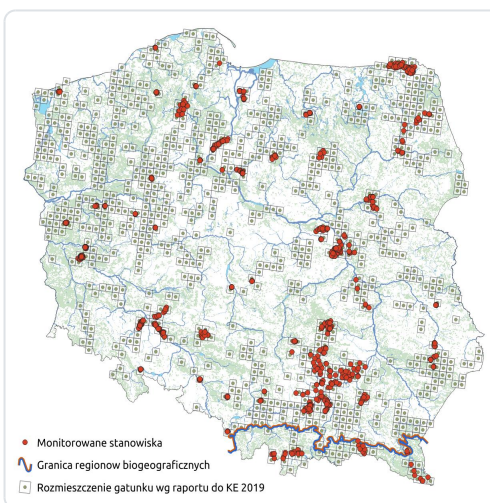 Monitorowane stanowiska
Granica regionow biogeograficznych
Rozmieszczenie gatunku wg raportu do KE 2019